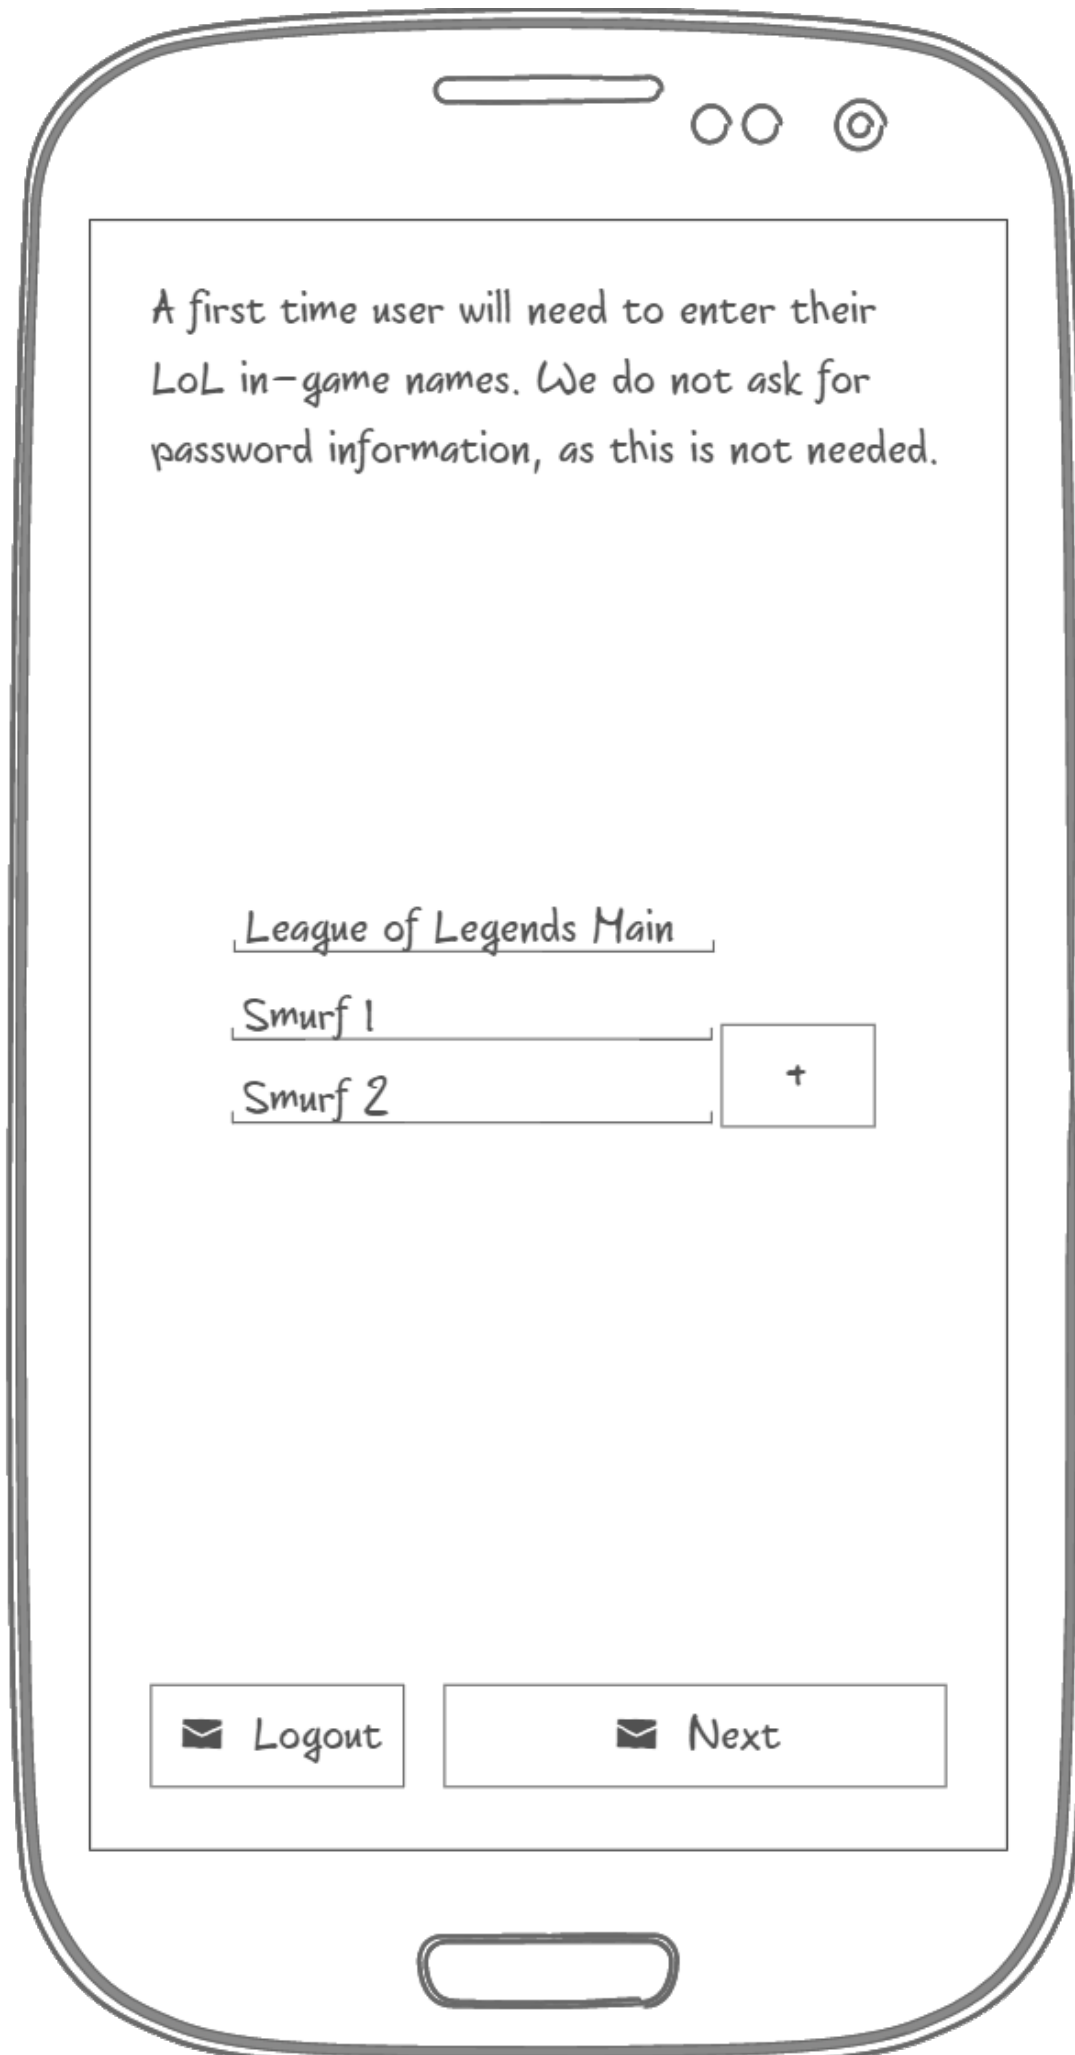 A first time user will need to enter their
LoL in-game names. We do not ask for
password information, as this is not needed.
League of Legends Main
Smurf 1
Smurf 2
+
Logout
Next